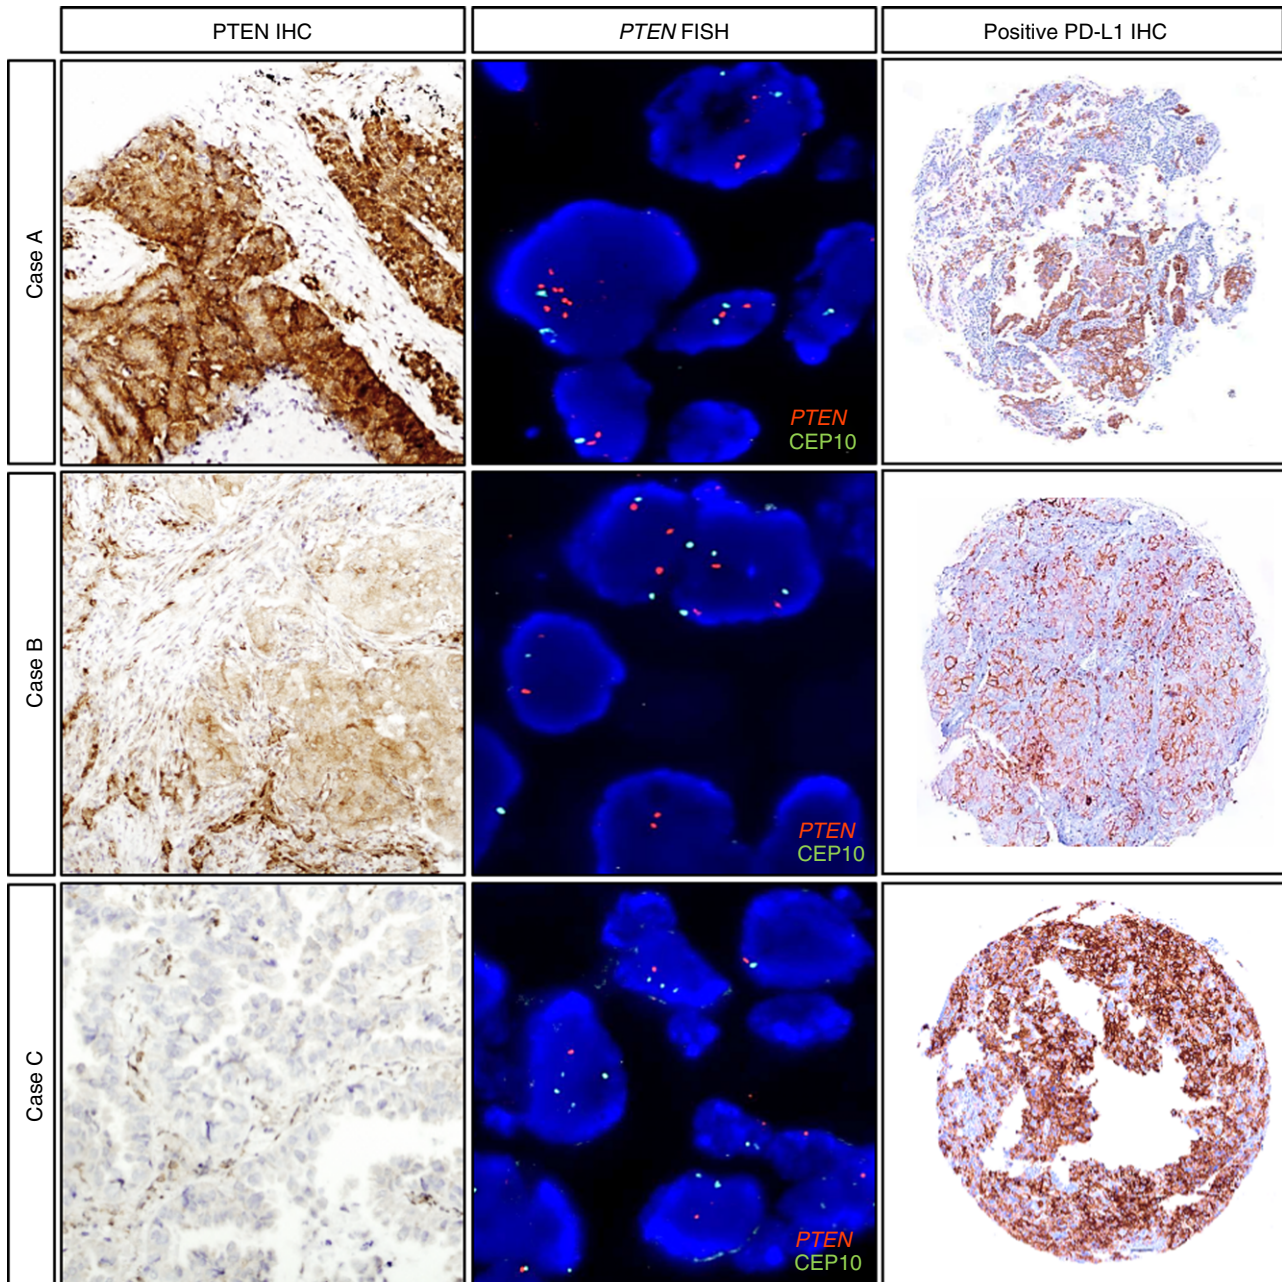 PTEN IHC
PTEN FISH
Positive PD-L1 IHC
Case A
PTEN
CEP10
Case B
PTEN
CEP10
Case C
PTEN
CEP10